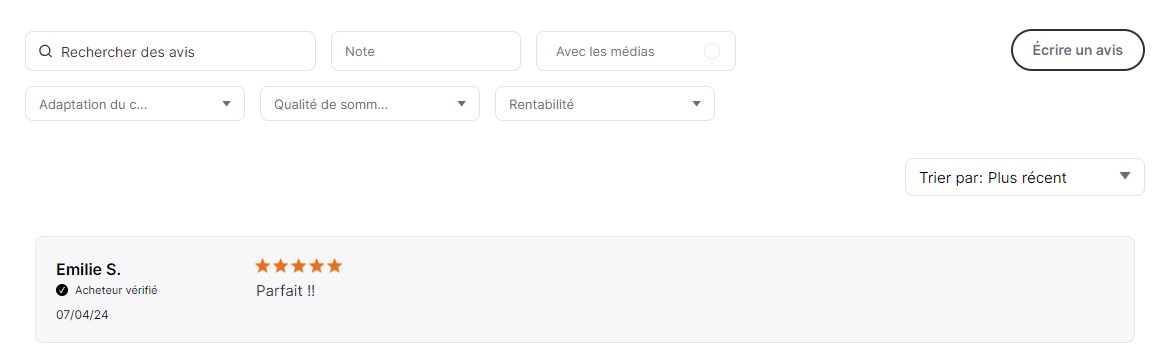 Rechercher des avis
Note
Avec les médias
Écrire un avis
Adaptation du c...
Qualité de somm...
Rentabilité
Trier par: Plus récent
Emilie S.
Acheteur vérifié
07/04/24
Parfait !!